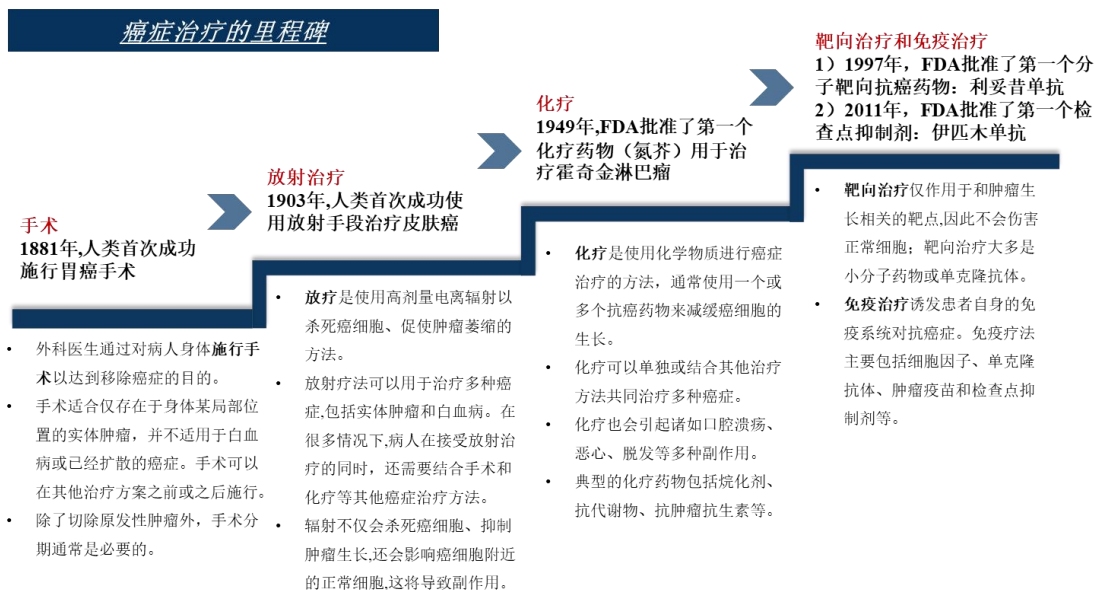 癌症治疗的里程碑
手术
1881年,人类首次成功
施行胃癌手术
• 外科医生通过对病人身体施行手
术以达到移除癌症的目的。
• 手术适合仅存在于身体某局部位
置的实体肿瘤，并不适用于白血
病或已经扩散的癌症。手术可以
在其他治疗方案之前或之后施行。
• 除了切除原发性肿瘤外，手术分
期通常是必要的。
放射治疗
1903年,人类首次成功使
用放射手段治疗皮肤癌
• 放疗是使用高剂量电离辐射以
杀死癌细胞、促使肿瘤萎缩的
方法。
• 放射疗法可以用于治疗多种癌
症,包括实体肿瘤和白血病。在
很多情况下,病人在接受放射治
疗的同时，还需要结合手术和
化疗等其他癌症治疗方法。
• 辐射不仅会杀死癌细胞、抑制
肿瘤生长,还会影响癌细胞附近
的正常细胞,这将导致副作用。
化疗
1949年,FDA批准了第一个
化疗药物（氮芥）用于治
疗霍奇金淋巴瘤
• 化疗是使用化学物质进行癌症
治疗的方法，通常使用一个或
多个抗癌药物来减缓癌细胞的
生长。
• 化疗可以单独或结合其他治疗
方法共同治疗多种癌症。
• 化疗也会引起诸如口腔溃疡、
恶心、脱发等多种副作用。
• 典型的化疗药物包括烷化剂、
抗代谢物、抗肿瘤抗生素等。
靶向治疗和免疫治疗
1）1997年，FDA批准了第一个分
子靶向抗癌药物：利妥昔单抗
2）2011年，FDA批准了第一个检
查点抑制剂：伊匹木单抗
• 靶向治疗仅作用于和肿瘤生
长相关的靶点,因此不会伤害
正常细胞；靶向治疗大多是
小分子药物或单克隆抗体。
• 免疫治疗诱发患者自身的免
疫系统对抗癌症。免疫疗法
主要包括细胞因子、单克隆
抗体、肿瘤疫苗和检查点抑
制剂等。